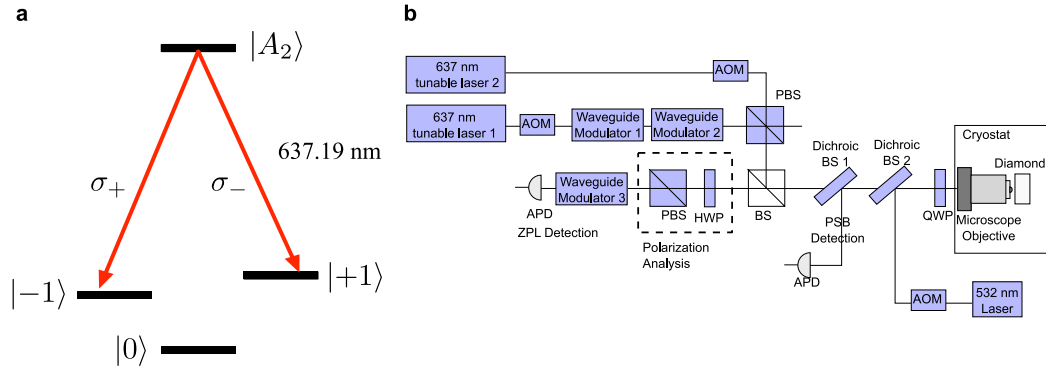 a
|A₂⟩
637.19 nm
σ₊
σ₋
|−1⟩
|+1⟩
|0⟩
b
637 nm
tunable laser 2
AOM
PBS
637 nm
tunable laser 1
AOM
Waveguide
Modulator 1
Waveguide
Modulator 2
Dichroic
BS 1
Dichroic
BS 2
Cryostat
Diamond
Waveguide
Modulator 3
APD
ZPL Detection
PBS
HWP
BS
Polarization
Analysis
PSB
Detection
APD
QWP
Microscope
Objective
AOM
532 nm
Laser